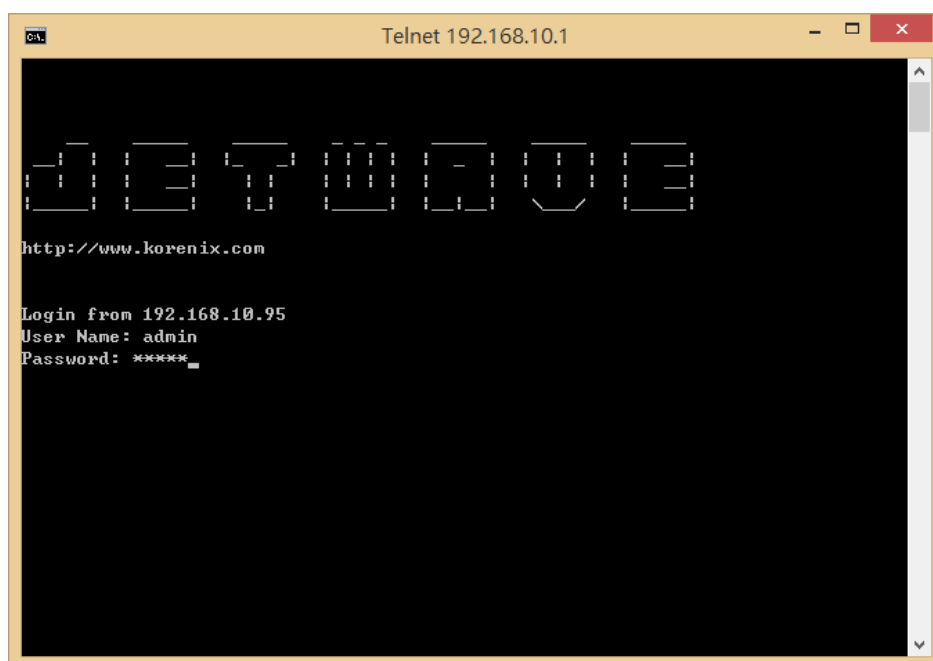 Telnet 192.168.10.1
JETWAVE
http://www.korenix.com
Login from 192.168.10.95
User Name: admin
Password: *****_